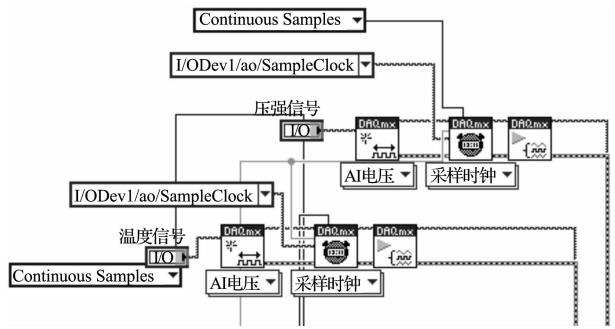 Continuous Samples
I/ODev1/ao/SampleClock
压强信号
I/O
DAQmx
DAQmx
DAQmx
AI电压
采样时钟
I/ODev1/ao/SampleClock
温度信号
I/O
DAQmx
DAQmx
DAQmx
Continuous Samples
AI电压
采样时钟